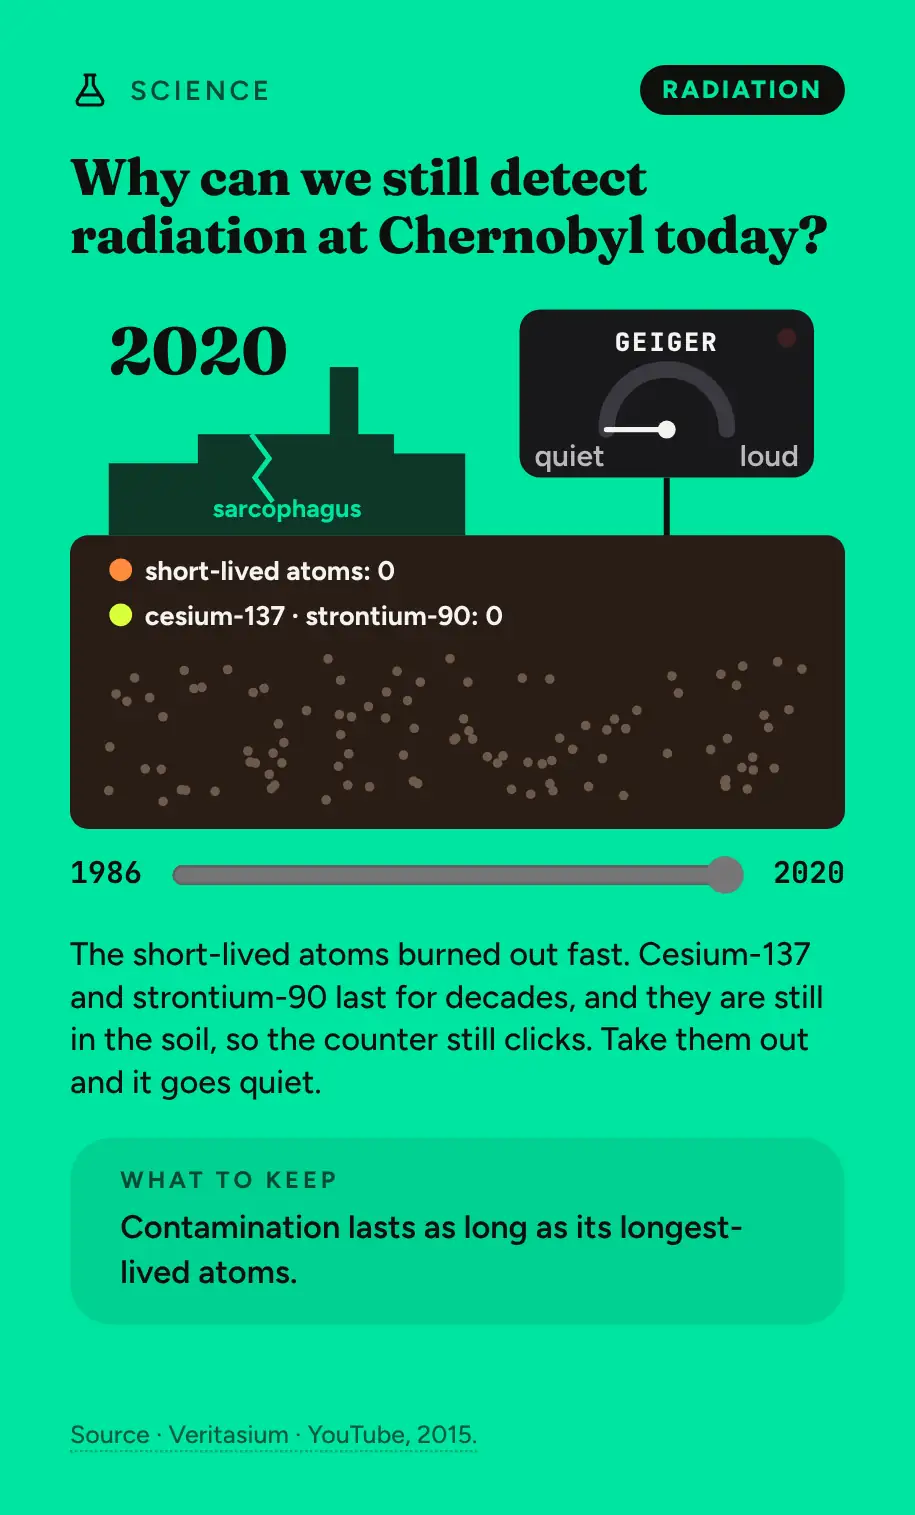 SCIENCE
RADIATION
Why can we still detect
radiation at Chernobyl today?
2020
GEIGER
quiet
loud
sarcophagus
short-lived atoms: 0
cesium-137 · strontium-90: 0
1986
2020
The short-lived atoms burned out fast. Cesium-137
and strontium-90 last for decades, and they are still
in the soil, so the counter still clicks. Take them out
and it goes quiet.
WHAT TO KEEP
Contamination lasts as long as its longest-
lived atoms.
Source · Veritasium · YouTube, 2015.